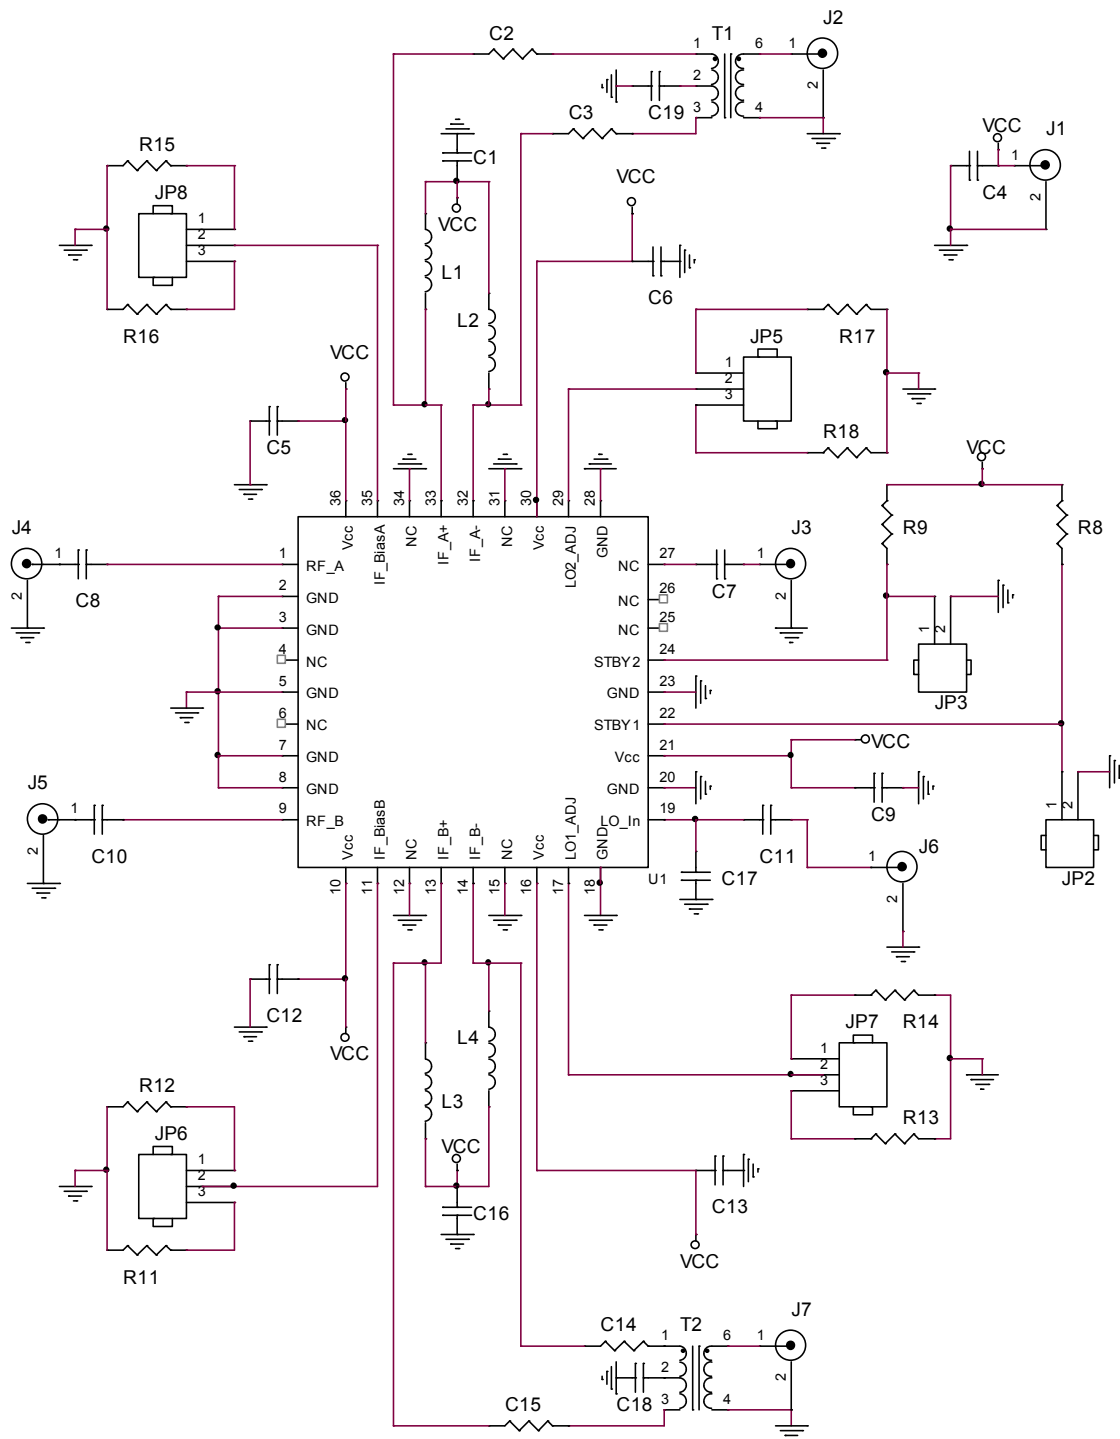 C2
1
T1
6
1
J2
2
C19
2
3
4
C3
R15
JP8
1
2
3
R16
C1
VCC
L1
L2
VCC
C6
VCC
J1
1
C4
2
JP5
1
2
3
R17
R18
VCC
C5
36
35
34
33
32
31
30
29
28
Vcc
IF_BiasA
NC
IF_A+
IF_A-
NC
Vcc
LO2_ADJ
GND
VCC
R9
R8
J4
1
2
C8
1
RF_A
2
GND
3
GND
4
NC
5
GND
6
NC
7
GND
8
GND
9
RF_B
27
NC
26
NC
25
NC
24
STBY2
23
GND
22
STBY1
21
Vcc
20
GND
19
LO_In
C7
1
J3
2
1
2
JP3
VCC
C9
1
2
JP2
J5
1
2
C10
C11
1
J6
2
C17
U1
Vcc
IF_BiasB
NC
IF_B+
IF_B-
NC
Vcc
LO1_ADJ
GND
10
11
12
13
14
15
16
17
18
C12
VCC
L3
L4
VCC
C16
R14
JP7
1
2
3
R13
R12
JP6
1
2
3
R11
C13
VCC
C14
1
T2
6
1
J7
2
C18
2
3
4
C15